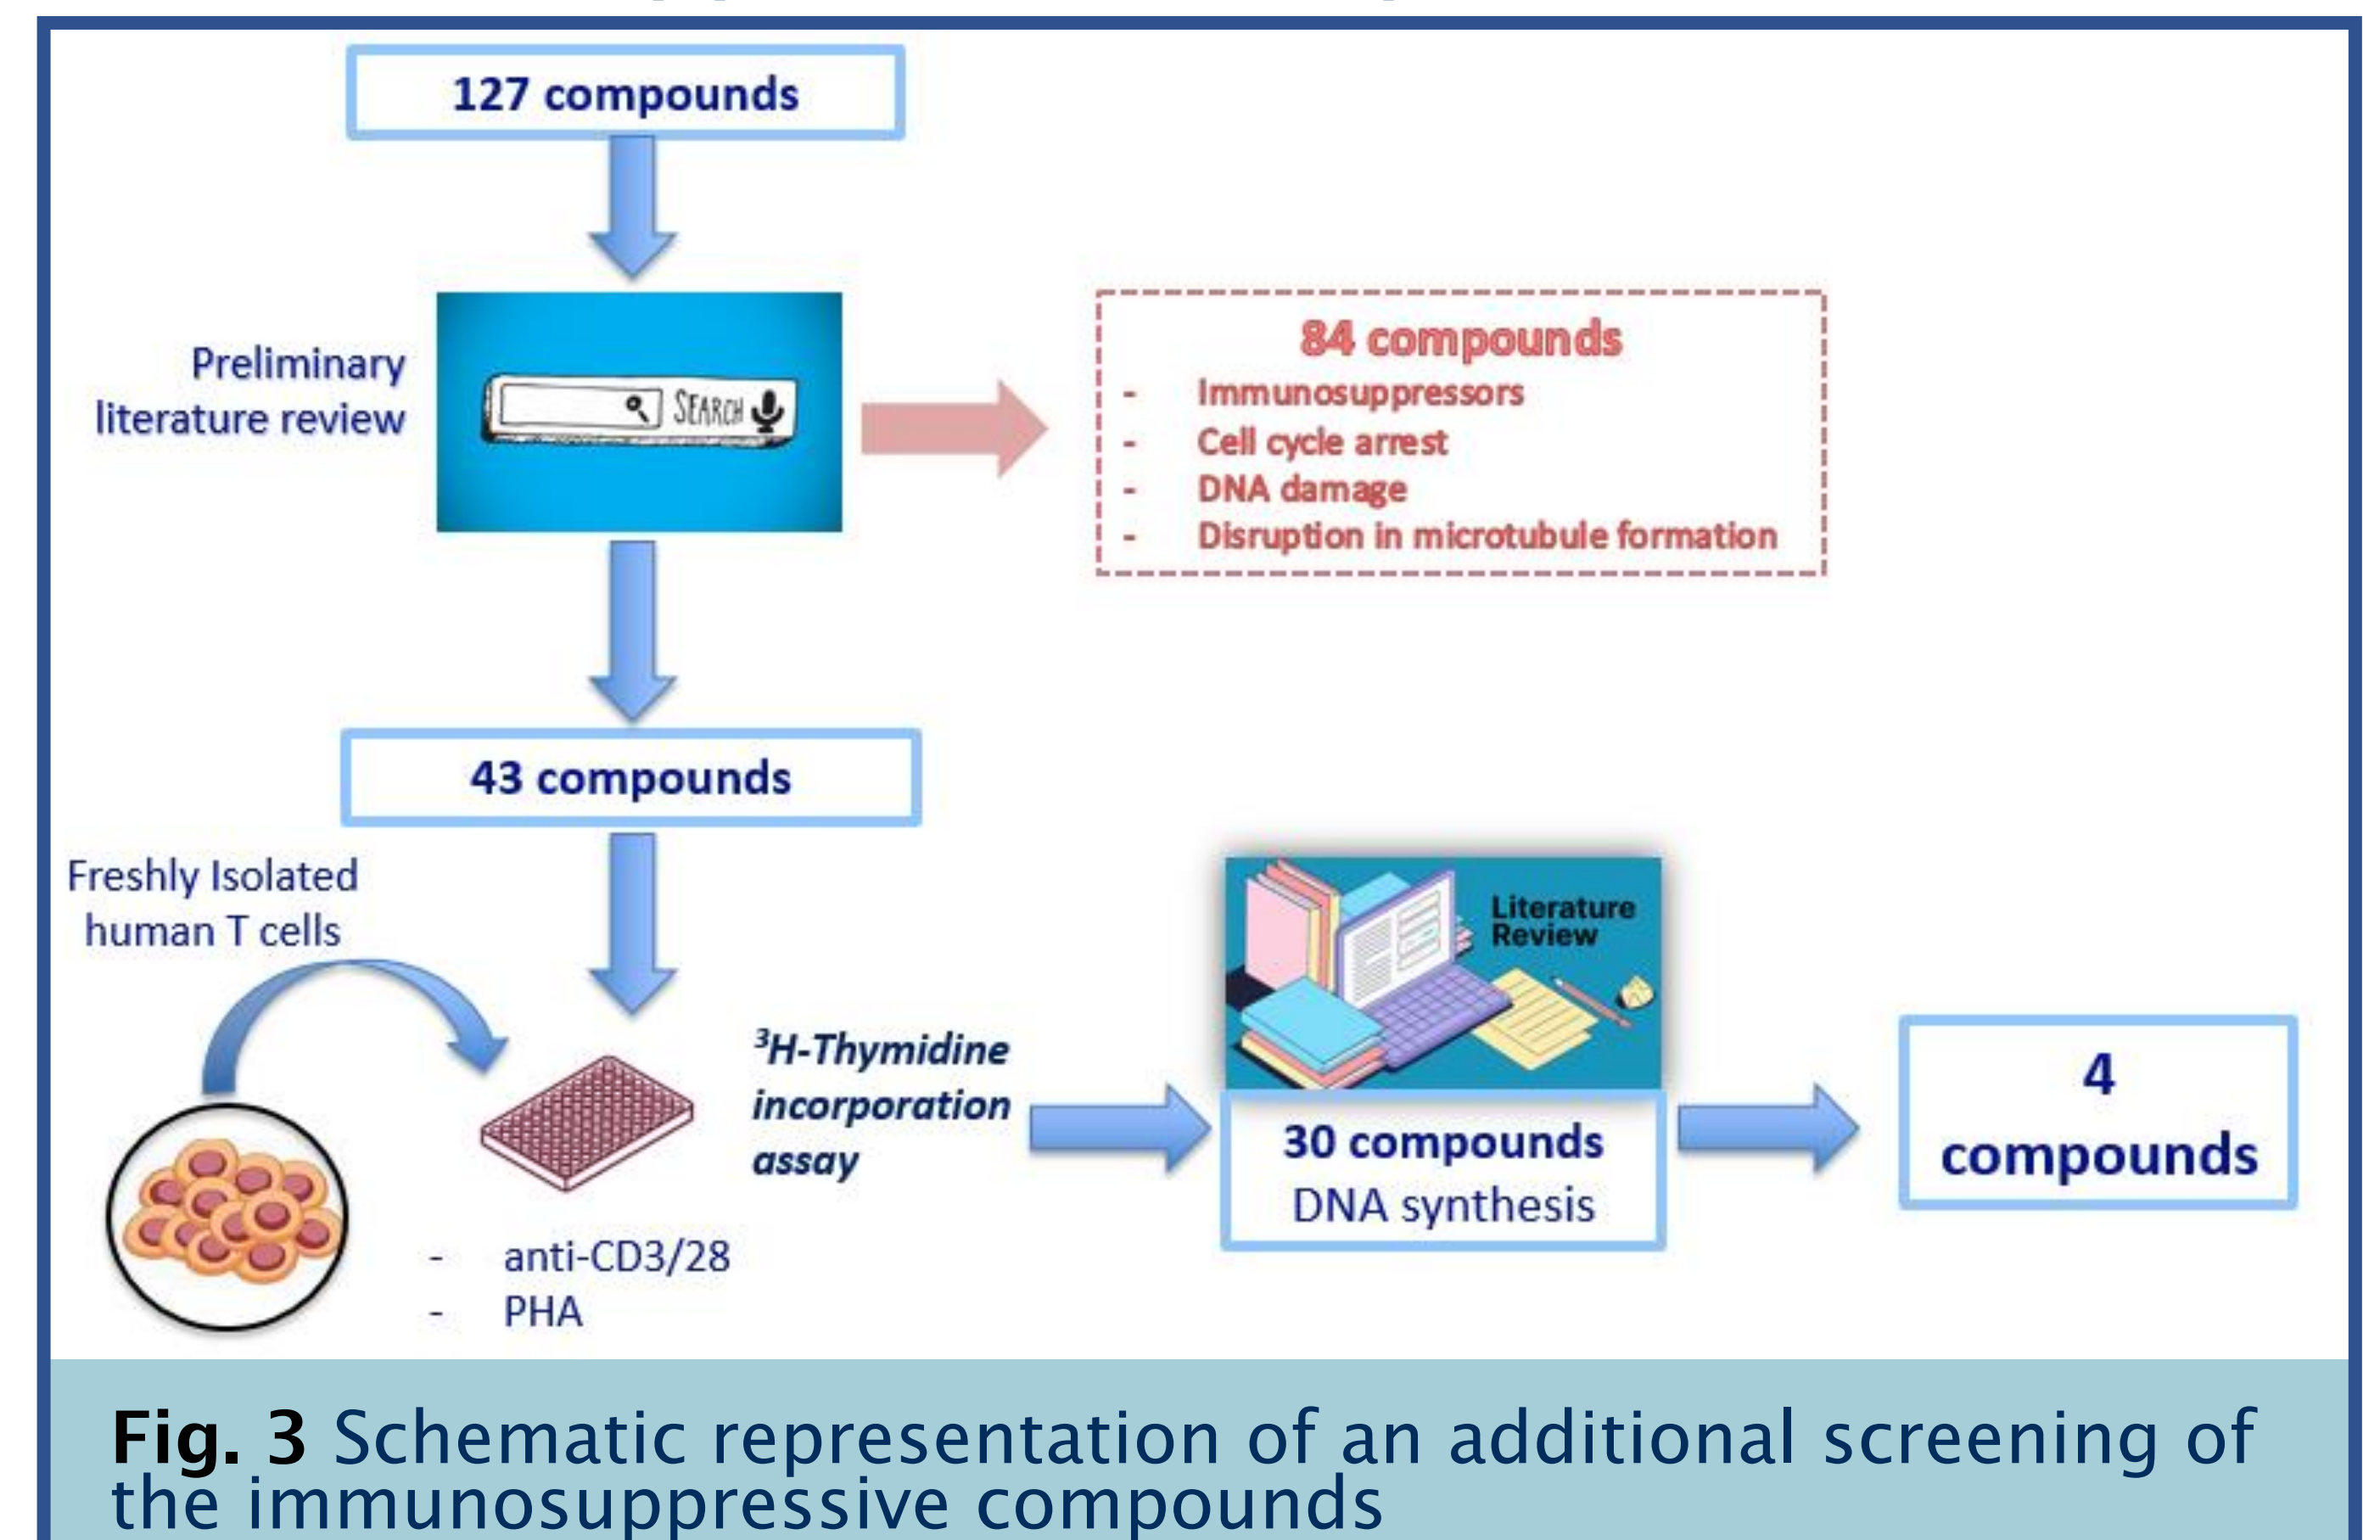 127 compounds
Preliminary
literature review
SEARCH
84 compounds
- Immunosuppressors
- Cell cycle arrest
- DNA damage
- Disruption in microtubule formation
43 compounds
Freshly Isolated
human T cells
³H-Thymidine
incorporation
assay
- anti-CD3/28
- PHA
Literature
Review
30 compounds
DNA synthesis
4
compounds
Fig. 3 Schematic representation of an additional screening of
the immunosuppressive compounds